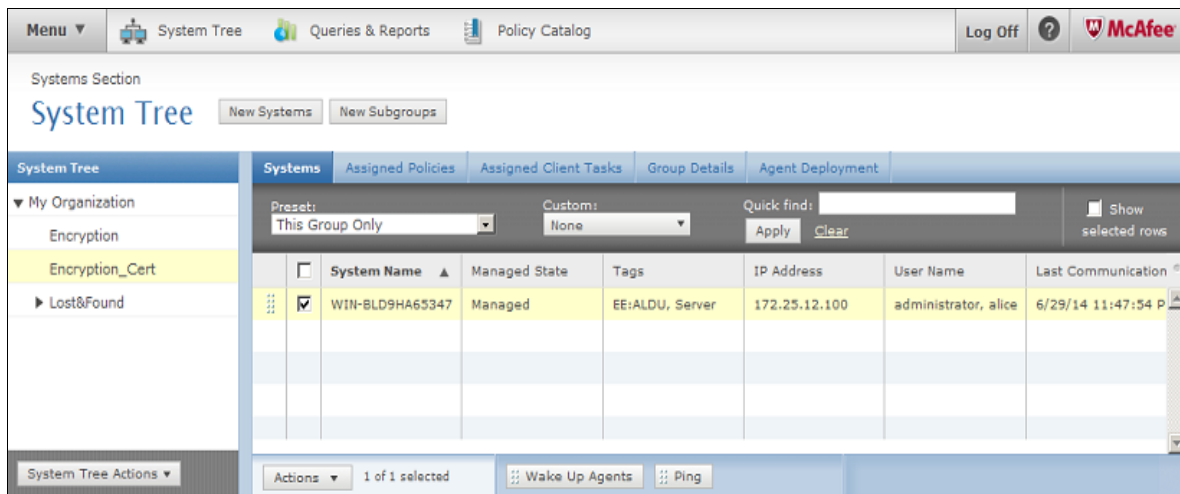 Menu ▼ System Tree Queries & Reports Policy Catalog Log Off ? McAfee
Systems Section
System Tree New Systems New Subgroups
System Tree
▼ My Organization
Encryption
Encryption_Cert
▶ Lost&Found
System Tree Actions ▼
Systems Assigned Policies Assigned Client Tasks Group Details Agent Deployment
Preset: Custom: Quick find:
This Group Only None Apply Clear Show selected rows
System Name ▲ Managed State Tags IP Address User Name Last Communication
WIN-BLD9HA65347 Managed EE:ALDU, Server 172.25.12.100 administrator, alice 6/29/14 11:47:54 P
Actions ▼ 1 of 1 selected Wake Up Agents Ping